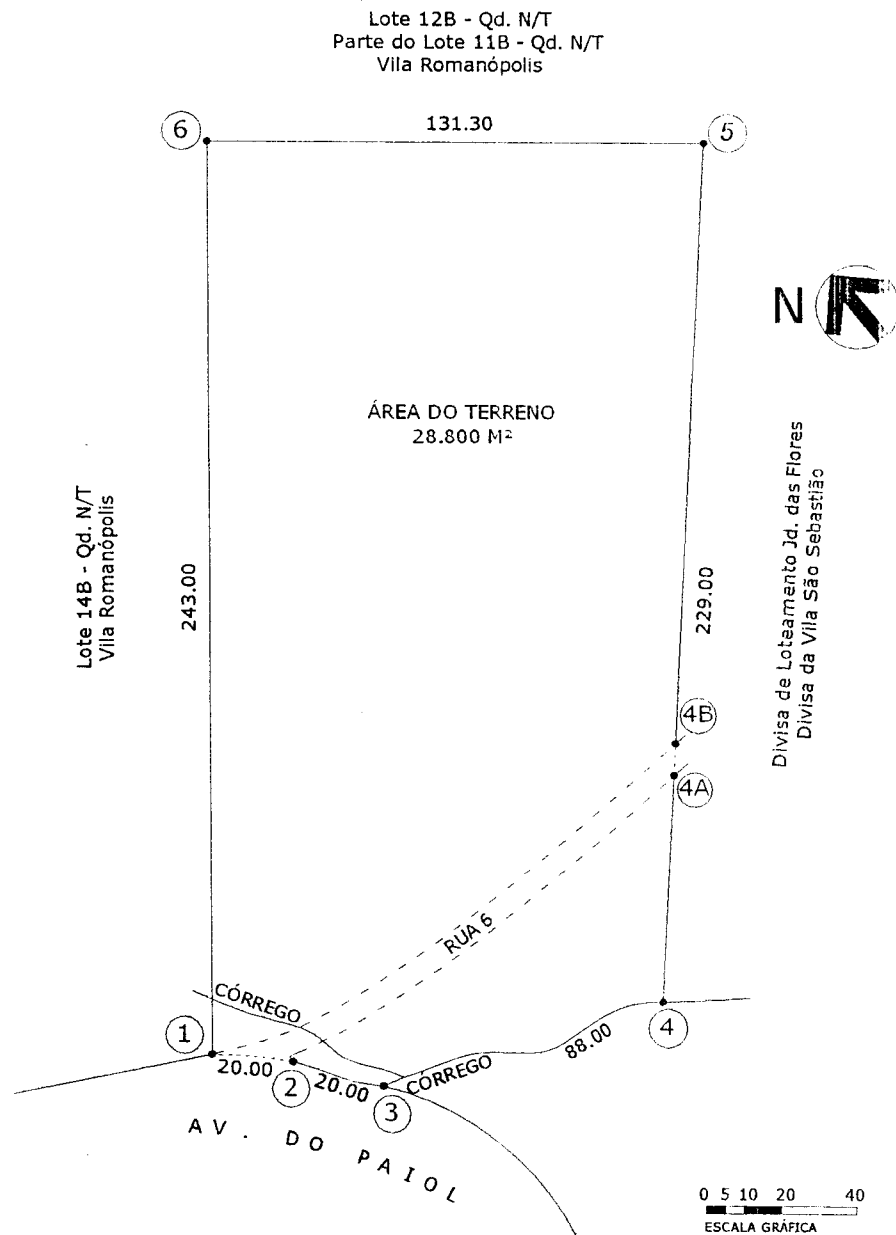 Lote 12B - Qd. N/T
Parte do Lote 11B - Qd. N/T
Vila Romanópolis
6
131.30
5
N
ÁREA DO TERRENO
28.800 M²
Lote 14B - Qd. N/T
Vila Romanópolis
243.00
229.00
Divisa de Loteamento Jd. das Flores
Divisa da Vila São Sebastião
4B
4A
RUA 6
CÓRREGO
1
20.00
2
20.00
3
CÓRREGO
88.00
4
AV. DO PAIOL
0 5 10 20 40
ESCALA GRÁFICA